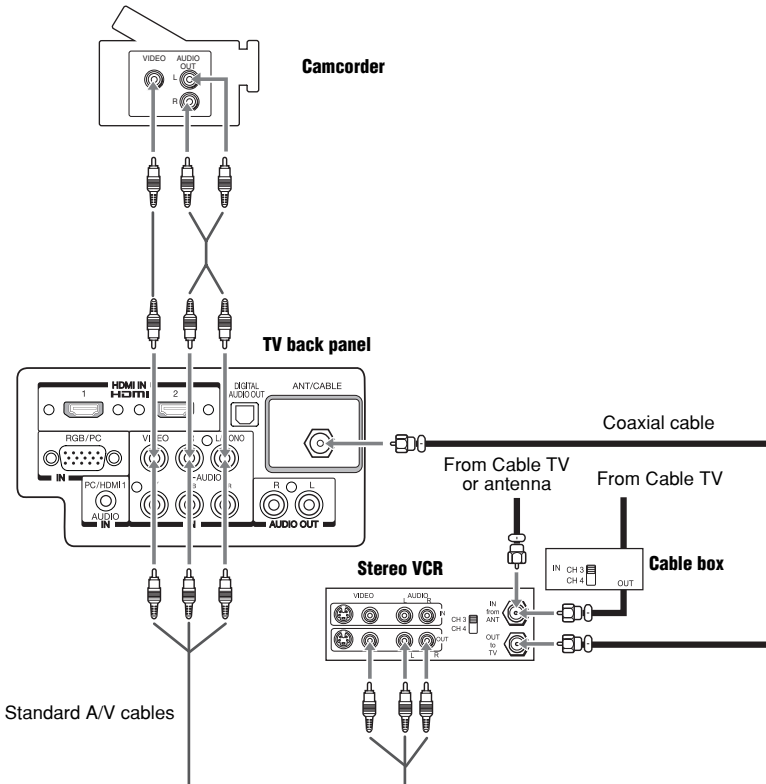 VIDEO AUDIO OUT
L
R
Camcorder
TV back panel
HDMI IN
1 HDMI 2
DIGITAL AUDIO OUT
ANT/CABLE
RGB/PC
IN
VIDEO L/MONO
AUDIO
PC/HDMI1
AUDIO
IN
IN
R L
AUDIO OUT
Coaxial cable
From Cable TV or antenna
From Cable TV
Cable box
IN CH 3
CH 4
OUT
Stereo VCR
VIDEO AUDIO
L R
IN
CH 3
CH 4
IN from ANT
OUT
L R
OUT to TV
Standard A/V cables